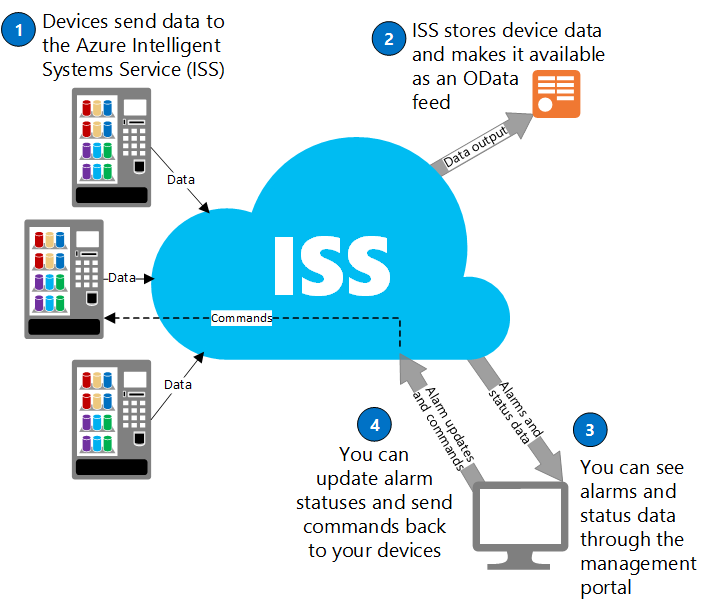 1
Devices send data to
the Azure Intelligent
Systems Service (ISS)
2
ISS stores device data
and makes it available
as an OData
feed
Data output
Data
Data
Data
ISS
Commands
Alarm updates
and commands
Alarms and
status data
4
You can
update alarm
statuses and send
commands back
to your devices
3
You can see
alarms and
status data
through the
management
portal